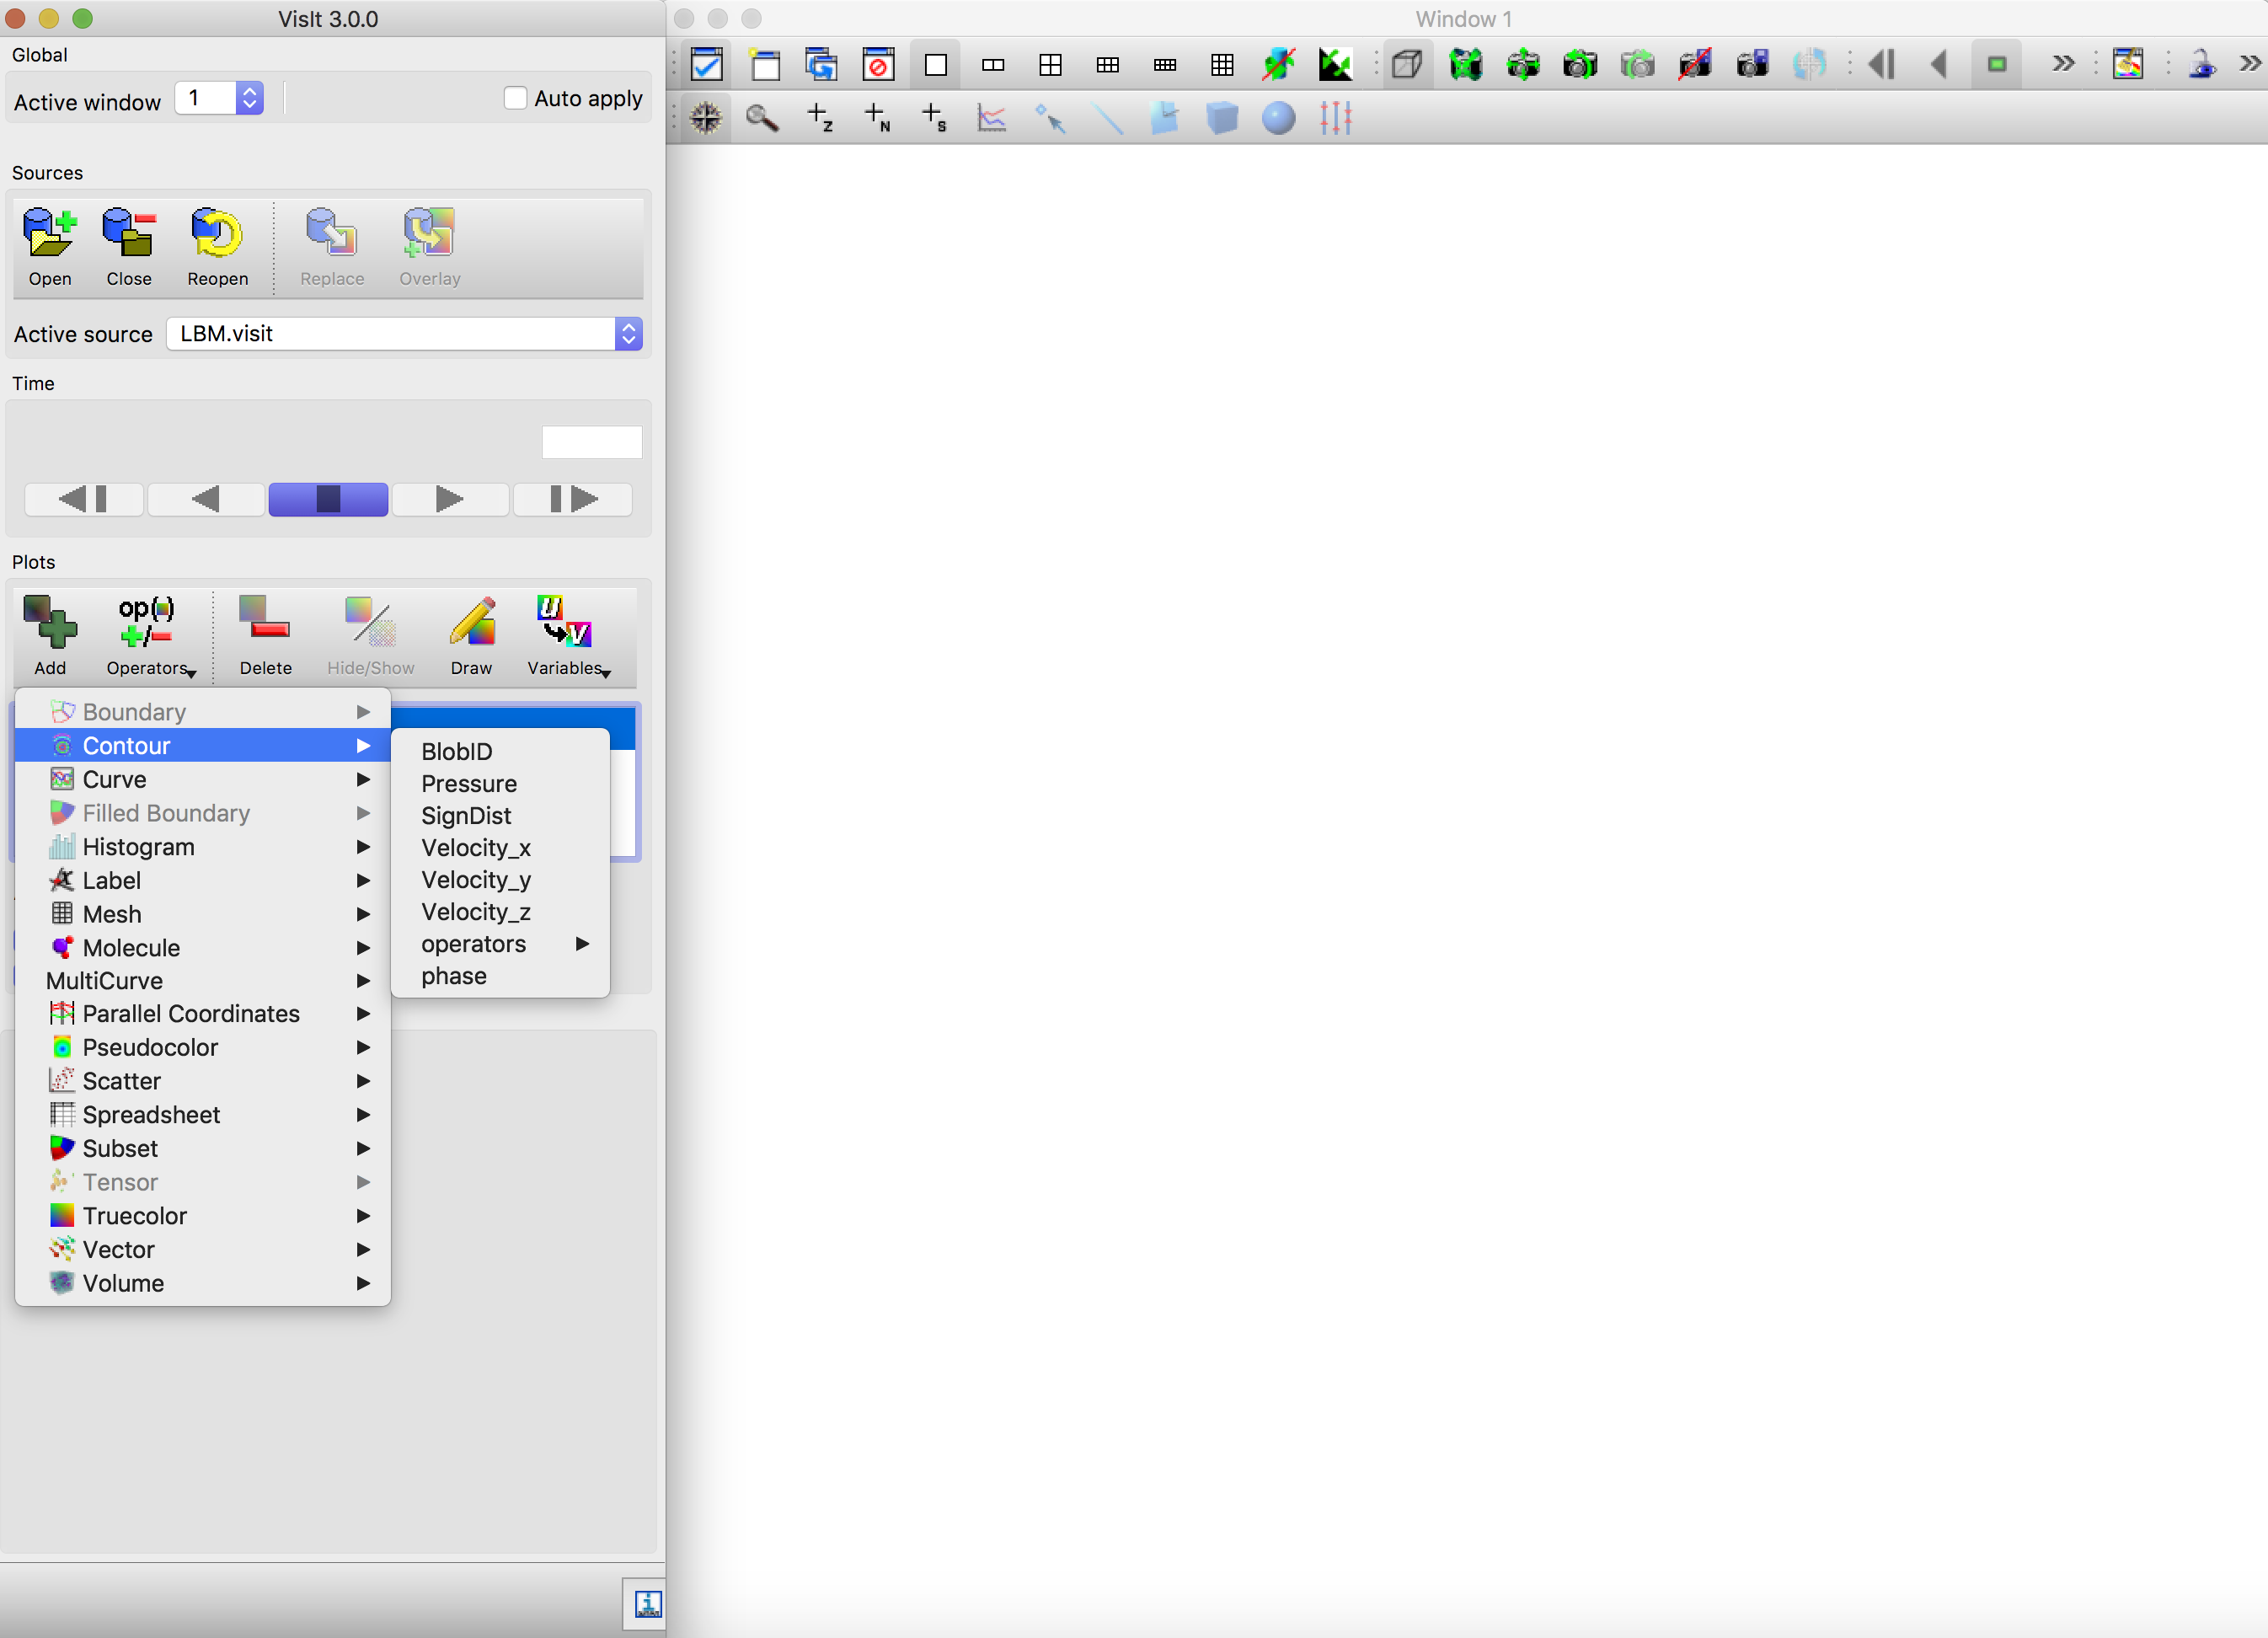 VisIt 3.0.0
Window 1
Global
Active window 1 Auto apply
Sources
Open Close Reopen Replace Overlay
Active source LBM.visit
Time
Plots
op( )
+/-
U
V
Add Operators Delete Hide/Show Draw Variables
Boundary
Contour
Curve
Filled Boundary
Histogram
Label
Mesh
Molecule
MultiCurve
Parallel Coordinates
Pseudocolor
Scatter
Spreadsheet
Subset
Tensor
Truecolor
Vector
Volume
BlobID
Pressure
SignDist
Velocity_x
Velocity_y
Velocity_z
operators
phase
Z
N
S
i